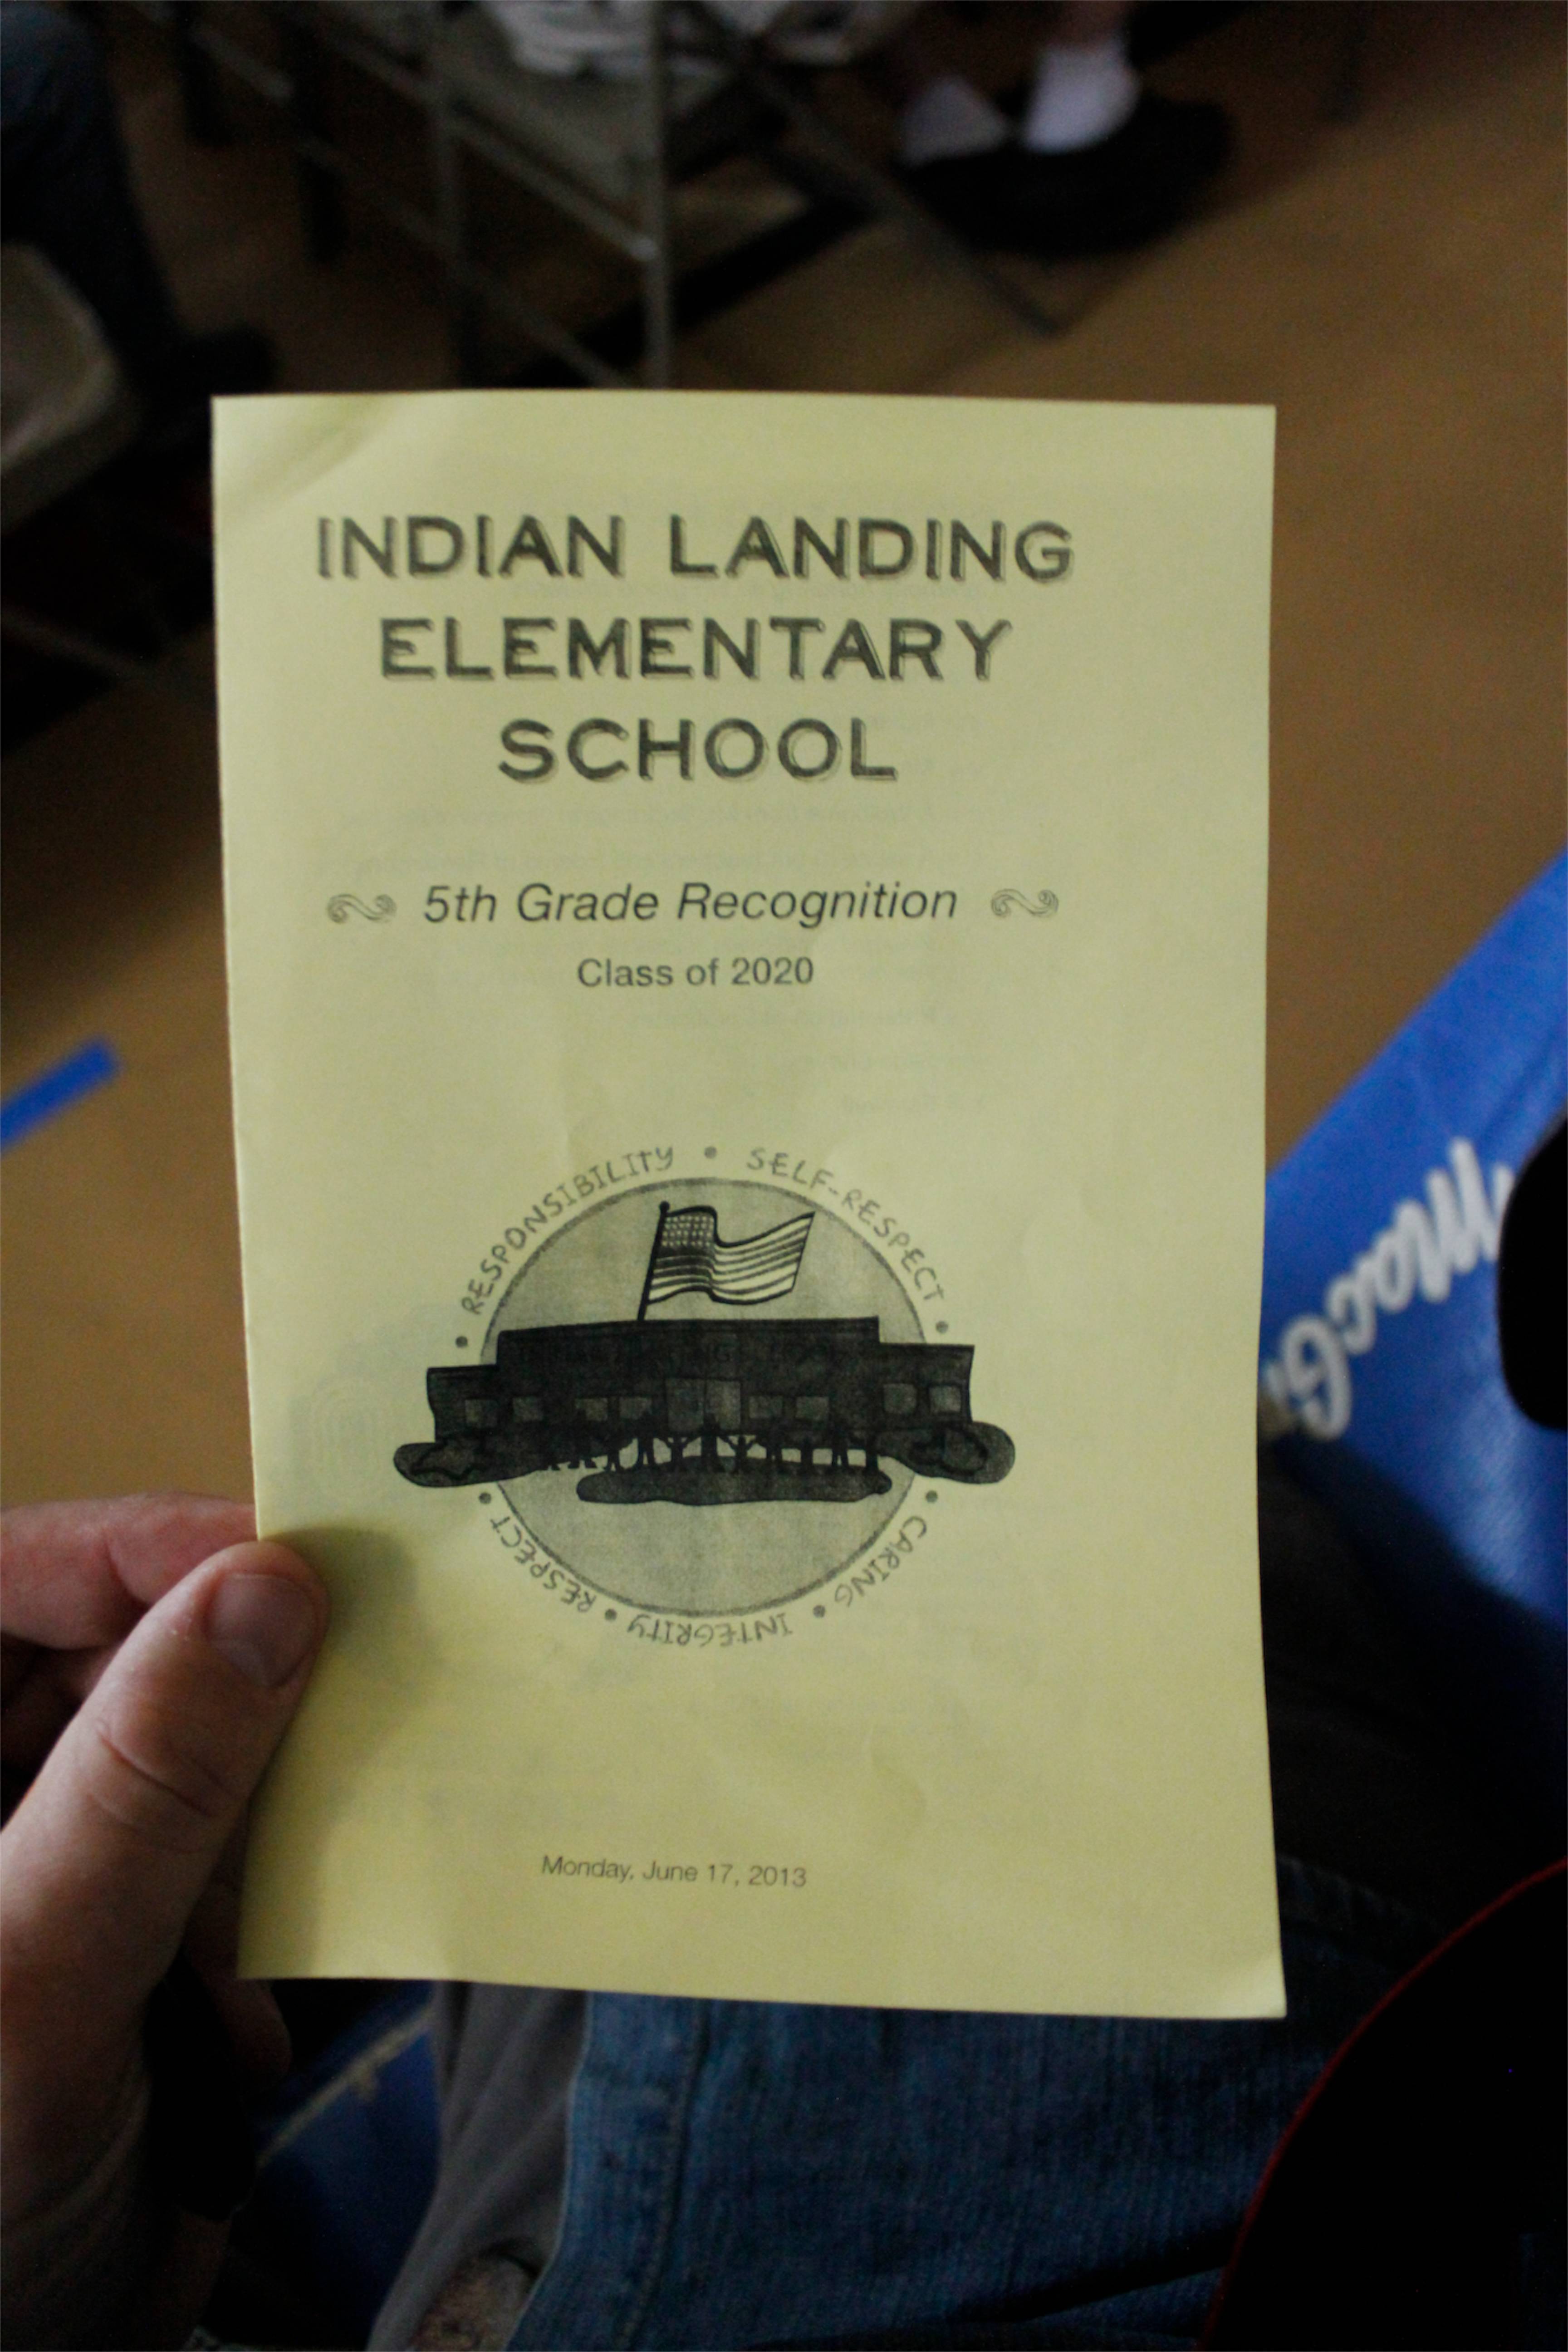 INDIAN LANDING
ELEMENTARY
SCHOOL
5th Grade Recognition
Class of 2020
• RESPONSIBILITY • SELF-RESPECT •
• RESPECT • INTEGRITY • CARING •
Monday, June 17, 2013